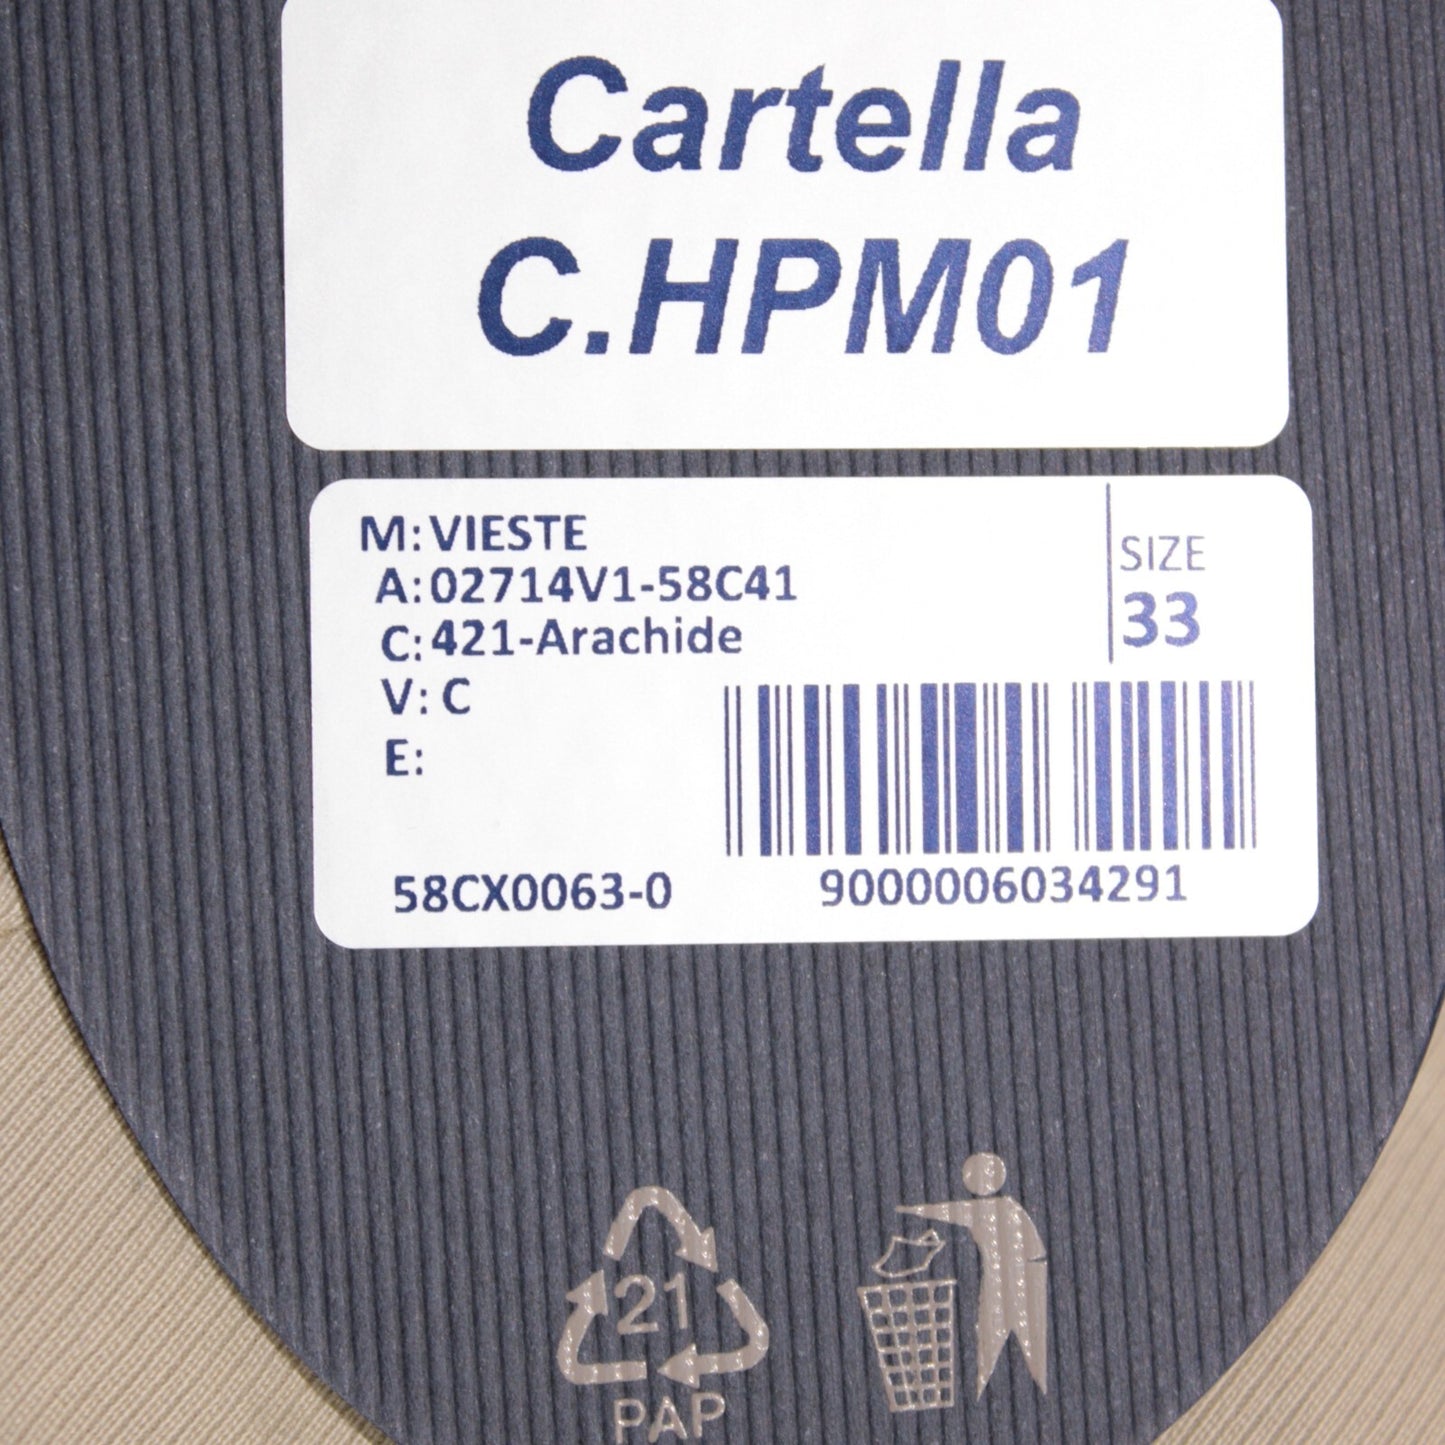 Cartella
C.HPM01
M: VIESTE
A: 02714V1-58C41
C: 421-Arachide
V: C
E:
SIZE
33
58CX0063-0
9000006034291
21
PAP